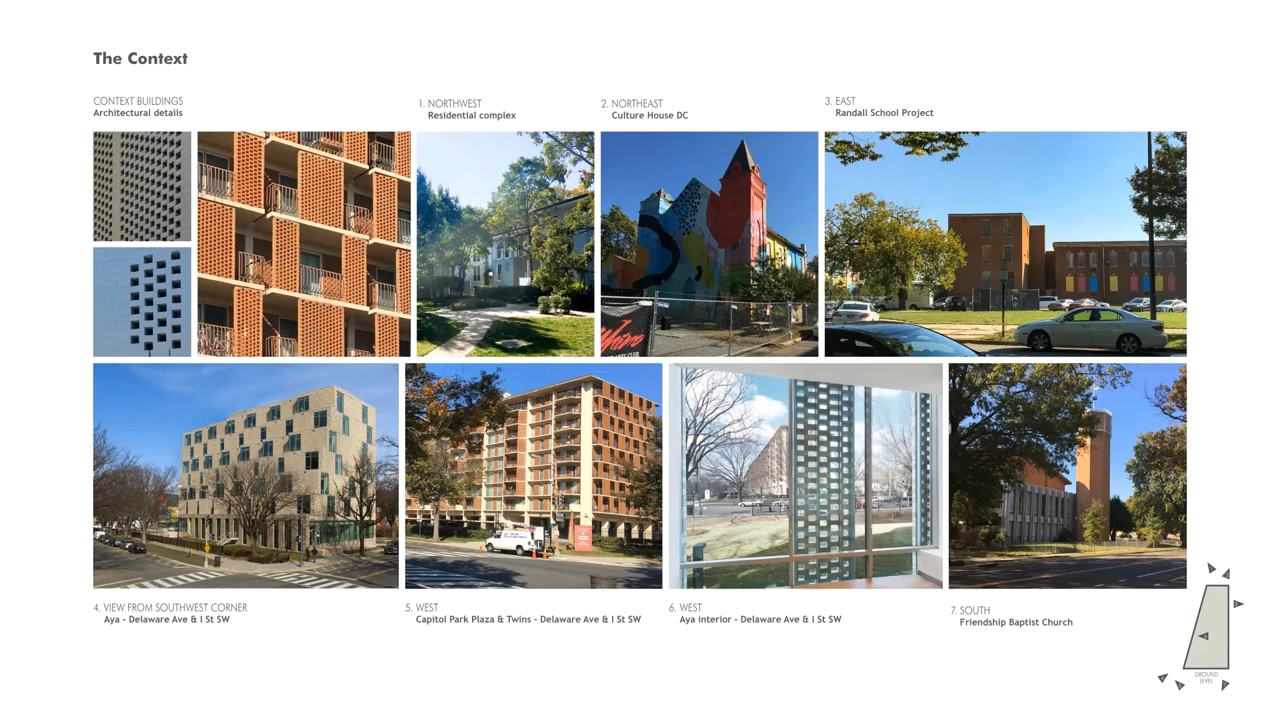 The Context
CONTEXT BUILDINGS
Architectural details
1. NORTHWEST
Residential complex
2. NORTHEAST
Culture House DC
3. EAST
Randall School Project
4. VIEW FROM SOUTHWEST CORNER
Aya - Delaware Ave & I St SW
5. WEST
Capitol Park Plaza & Twins - Delaware Ave & I St SW
6. WEST
Aya interior - Delaware Ave & I St SW
7. SOUTH
Friendship Baptist Church
GROUND
LEVEL